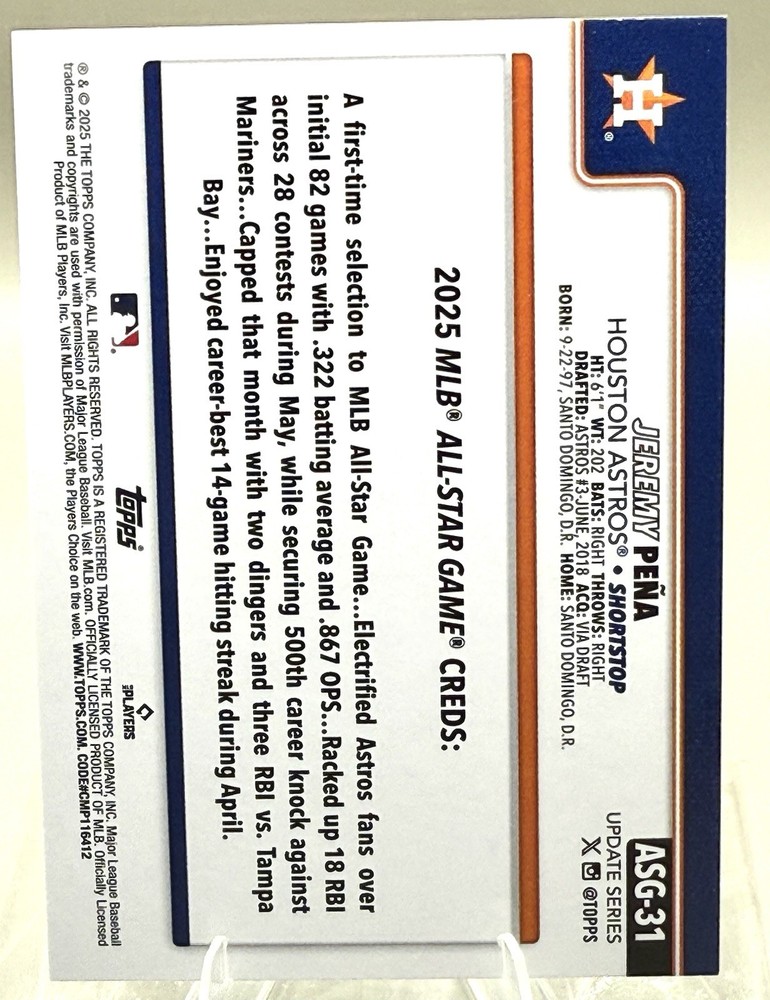 H®
JEREMY PEÑA
HOUSTON ASTROS® • SHORTSTOP
HT: 6'1" WT: 202 BATS: RIGHT THROWS: RIGHT
DRAFTED: ASTROS #3-JUNE, 2018 ACQ: VIA DRAFT
BORN: 9-22-97, SANTO DOMINGO, D.R. HOME: SANTO DOMINGO, D.R.
ASG-31
UPDATE SERIES
X @TOPPS
2025 MLB® ALL-STAR GAME® CREDS:
A first-time selection to MLB All-Star Game...Electrified Astros fans over
initial 82 games with .322 batting average and .867 OPS...Racked up 18 RBI
across 28 contests during May, while securing 500th career knock against
Mariners...Capped that month with two dingers and three RBI vs. Tampa
Bay...Enjoyed career-best 14-game hitting streak during April.
topps®
MLB PLAYERS
® & © 2025 THE TOPPS COMPANY, INC. ALL RIGHTS RESERVED. TOPPS IS A REGISTERED TRADEMARK OF THE TOPPS COMPANY, INC. Major League Baseball
trademarks and copyrights are used with permission of Major League Baseball. Visit MLB.com. OFFICIALLY LICENSED PRODUCT OF MLB. Officially Licensed
Product of MLB Players, Inc. Visit MLBPLAYERS.COM, the Players Choice on the web. WWW.TOPPS.COM. CODE#CMP116412